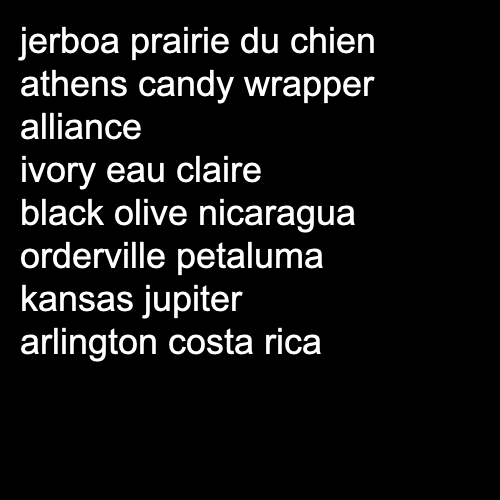 jerboa prairie du chien
athens candy wrapper
alliance
ivory eau claire
black olive nicaragua
orderville petaluma
kansas jupiter
arlington costa rica